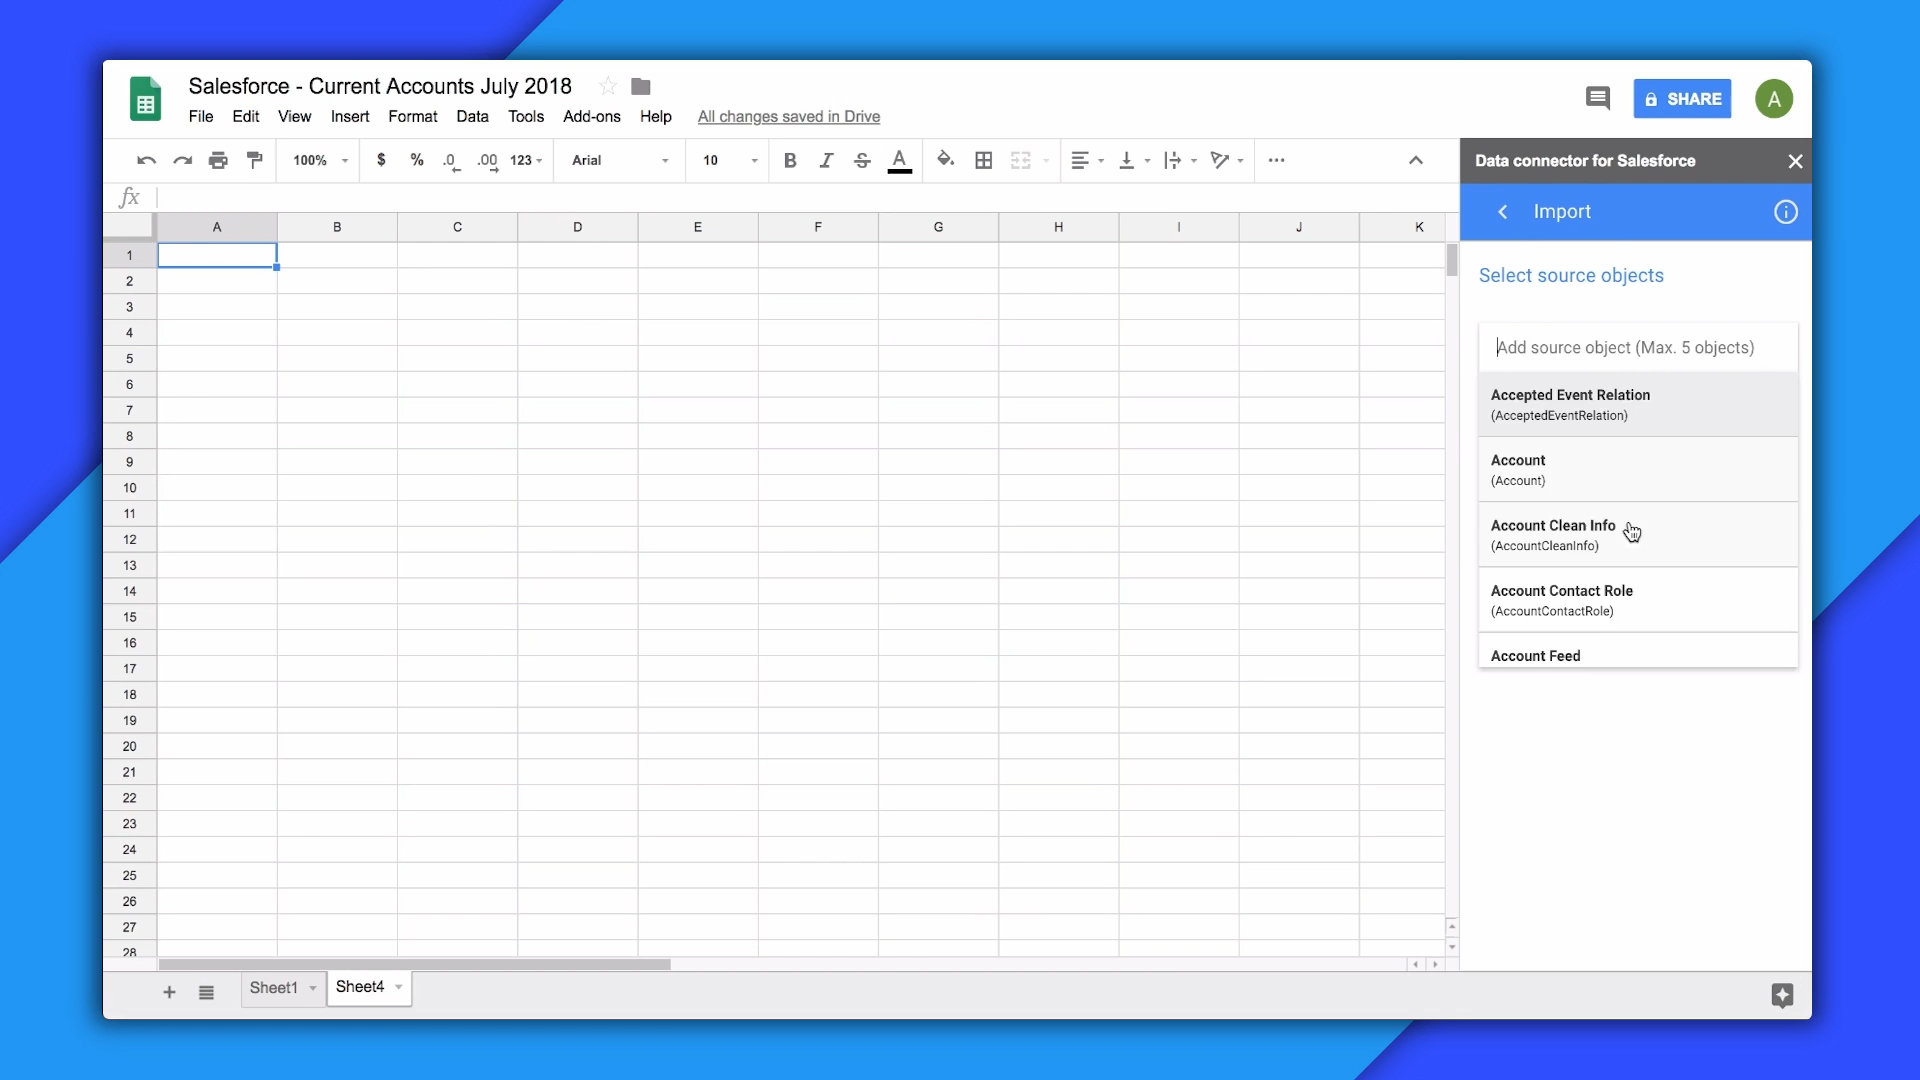 Salesforce - Current Accounts July 2018
File Edit View Insert Format Data Tools Add-ons Help All changes saved in Drive
SHARE
A
100% $ % .0 .00 123 Arial 10 B I S A
Data connector for Salesforce
fx
Import
A B C D E F G H I J K
1
2
3
4
5
6
7
8
9
10
11
12
13
14
15
16
17
18
19
20
21
22
23
24
25
26
27
28
Select source objects
Add source object (Max. 5 objects)
Accepted Event Relation
(AcceptedEventRelation)
Account
(Account)
Account Clean Info
(AccountCleanInfo)
Account Contact Role
(AccountContactRole)
Account Feed
Sheet1 Sheet4